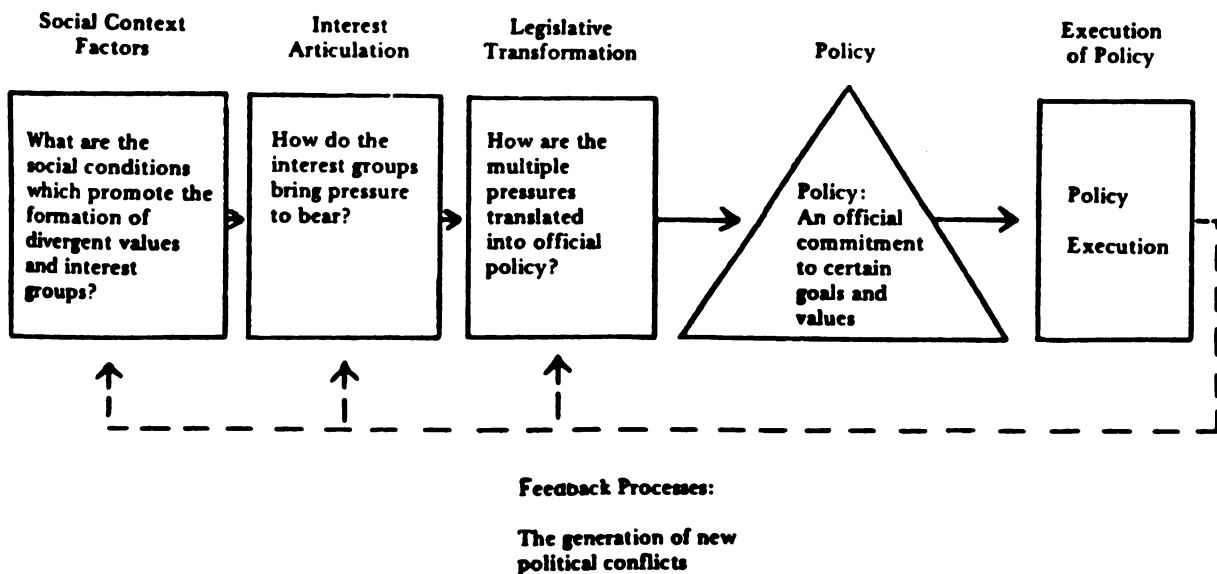 Social Context
Factors
Interest
Articulation
Legislative
Transformation
Policy
Execution
of Policy
What are the
social conditions
which promote the
formation of
divergent values
and interest
groups?
How do the
interest groups
bring pressure
to bear?
How are the
multiple
pressures
translated
into official
policy?
Policy:
An official
commitment
to certain
goals and
values
Policy
Execution
Feedback Processes:
The generation of new
political conflicts